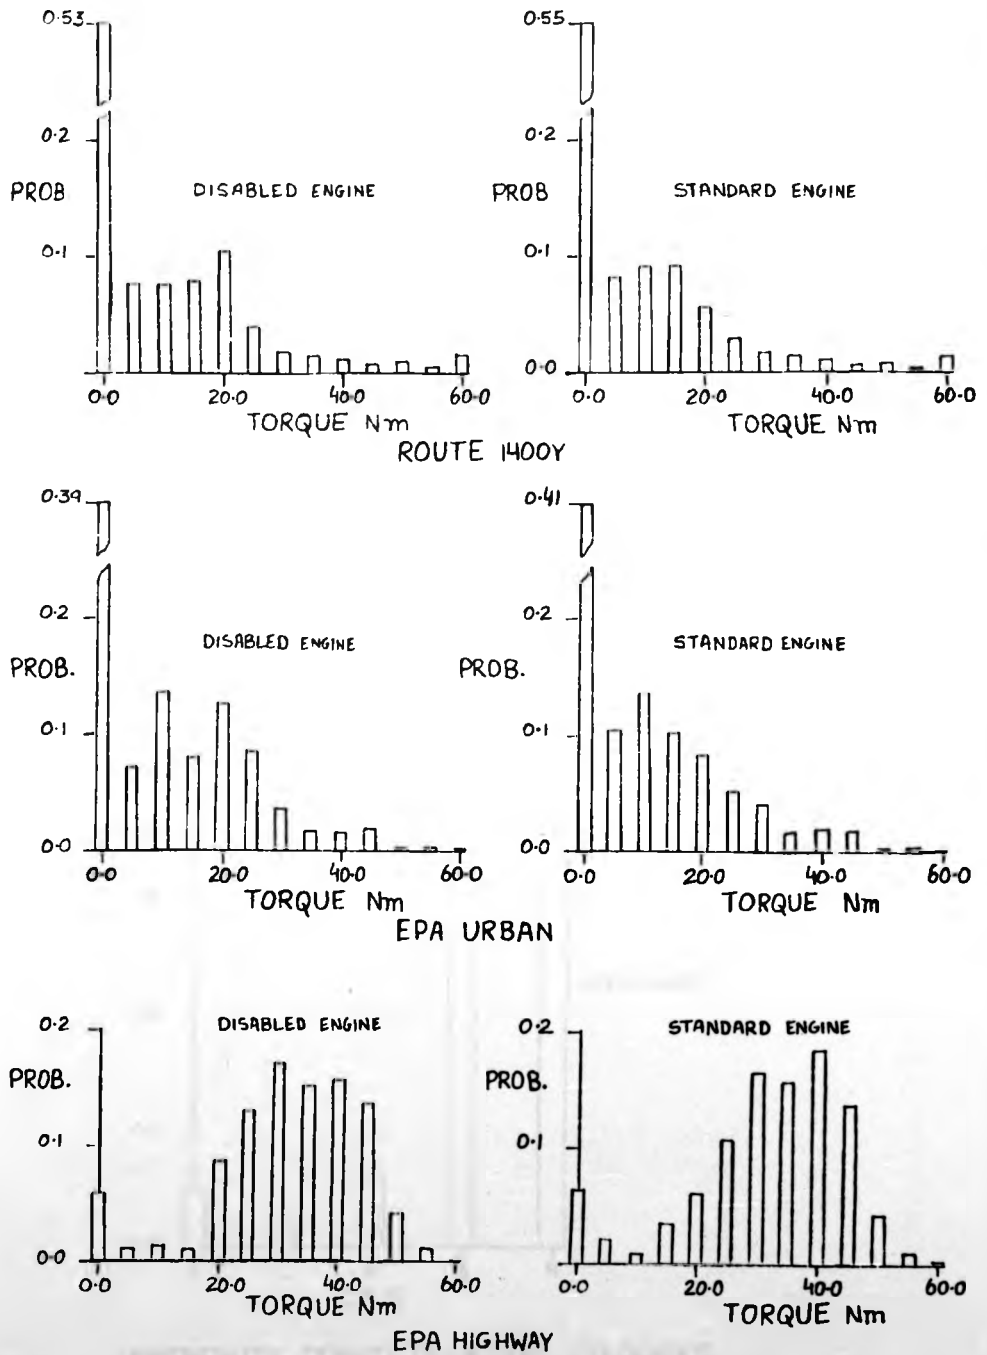 0.53
0.2
PROB
DISABLED ENGINE
0.1
0.0 20.0 40.0 60.0
TORQUE Nm
0.55
0.2
PROB
STANDARD ENGINE
0.1
0.0
0.0 20.0 40.0 60.0
TORQUE Nm
ROUTE 1400Y
0.39
0.2
DISABLED ENGINE
PROB.
0.1
0.0
0.0 20.0 40.0 60.0
TORQUE Nm
0.41
0.2
STANDARD ENGINE
PROB.
0.1
0.0
0.0 20.0 40.0 60.0
TORQUE Nm
EPA URBAN
0.2
DISABLED ENGINE
PROB.
0.1
0.0
0.0 20.0 40.0 60.0
TORQUE Nm
0.2
STANDARD ENGINE
PROB.
0.1
0.0 20.0 40.0 60.0
TORQUE Nm
EPA HIGHWAY